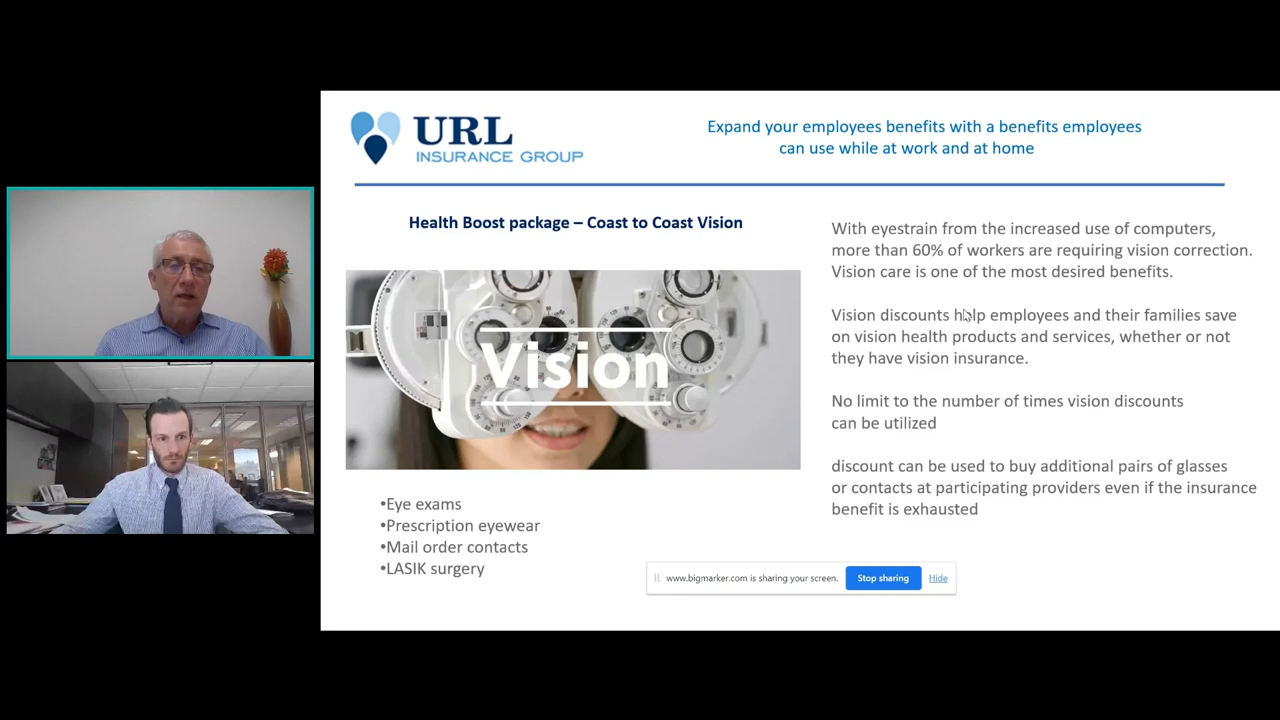 URL
INSURANCE GROUP
Expand your employees benefits with a benefits employees
can use while at work and at home
Health Boost package – Coast to Coast Vision
Vision
•Eye exams
•Prescription eyewear
•Mail order contacts
•LASIK surgery
With eyestrain from the increased use of computers,
more than 60% of workers are requiring vision correction.
Vision care is one of the most desired benefits.
Vision discounts help employees and their families save
on vision health products and services, whether or not
they have vision insurance.
No limit to the number of times vision discounts
can be utilized
discount can be used to buy additional pairs of glasses
or contacts at participating providers even if the insurance
benefit is exhausted
www.bigmarker.com is sharing your screen.
Stop sharing
Hide